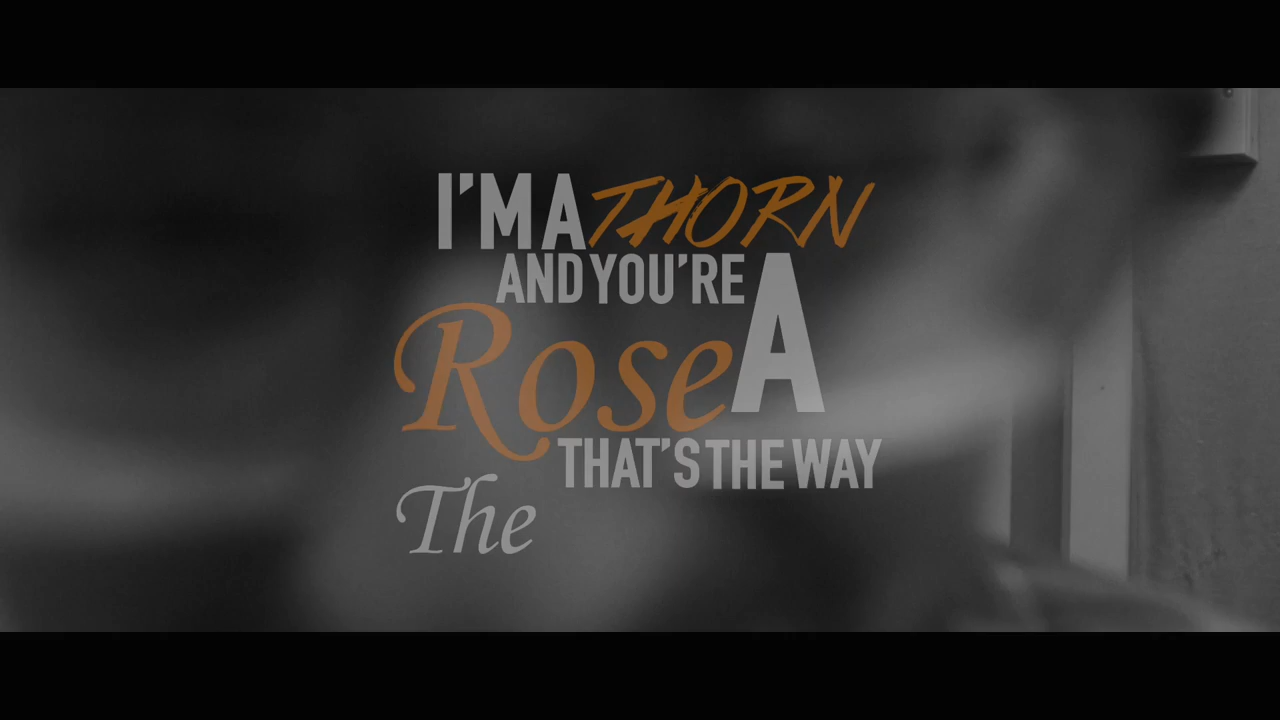 I'M A THORN
AND YOU'RE A
Rose
THAT'S THE WAY
The